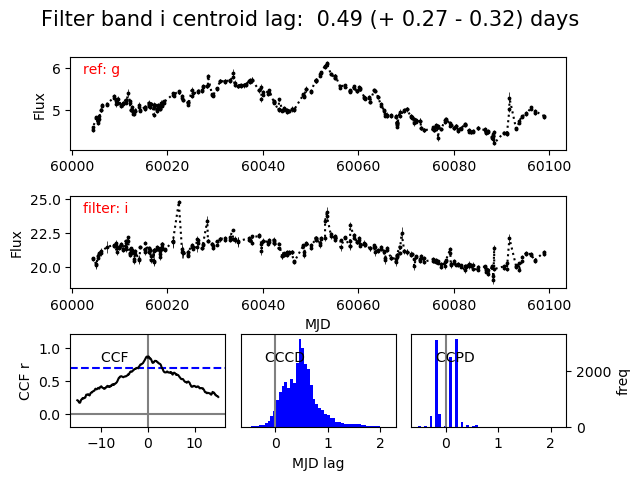 Filter band i centroid lag:  0.49 (+ 0.27 - 0.32) days
6
5
Flux
ref: g
60000 60020 60040 60060 60080 60100
25.0
22.5
20.0
Flux
filter: i
60000 60020 60040 60060 60080 60100
MJD
1.0
0.5
0.0
CCF r
CCF
CCCD
CCPD
2000
0
freq
−10 0 10
0 1 2
0 1 2
MJD lag